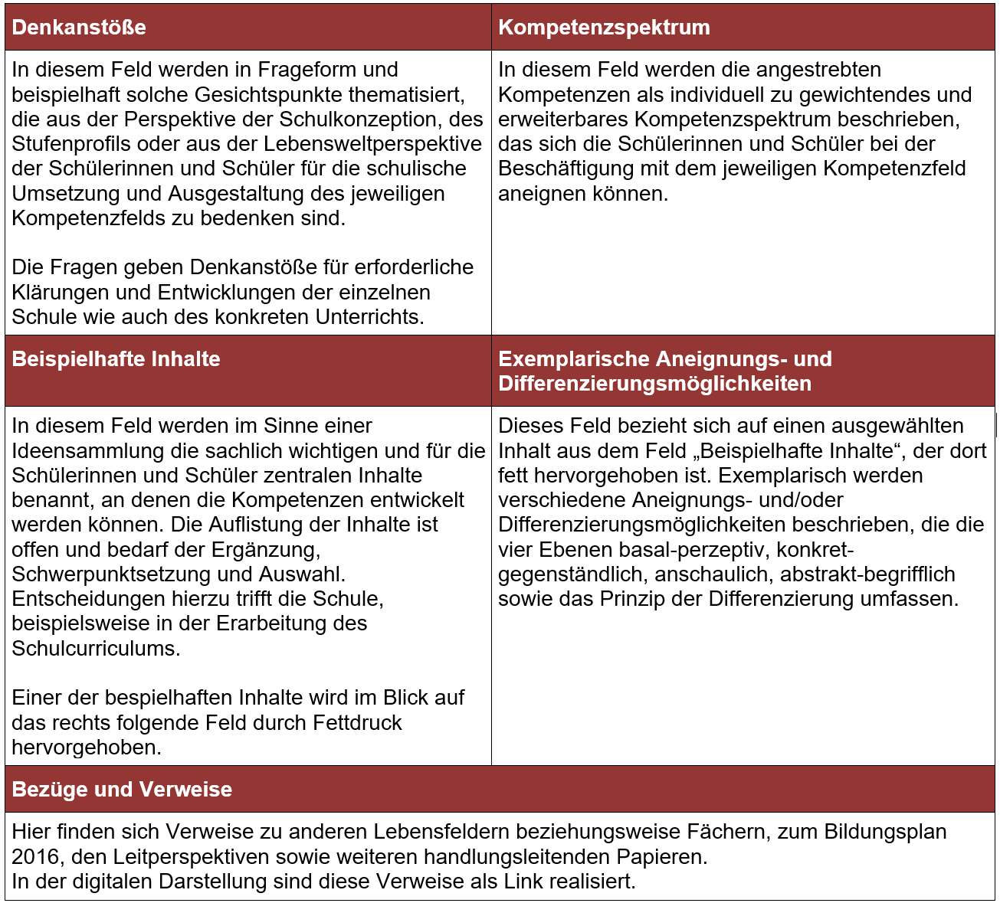 Denkanstöße
In diesem Feld werden in Frageform und
beispielhaft solche Gesichtspunkte thematisiert,
die aus der Perspektive der Schulkonzeption, des
Stufenprofils oder aus der Lebensweltperspektive
der Schülerinnen und Schüler für die schulische
Umsetzung und Ausgestaltung des jeweiligen
Kompetenzfelds zu bedenken sind.
Die Fragen geben Denkanstöße für erforderliche
Klärungen und Entwicklungen der einzelnen
Schule wie auch des konkreten Unterrichts.
Kompetenzspektrum
In diesem Feld werden die angestrebten
Kompetenzen als individuell zu gewichtendes und
erweiterbares Kompetenzspektrum beschrieben,
das sich die Schülerinnen und Schüler bei der
Beschäftigung mit dem jeweiligen Kompetenzfeld
aneignen können.
Beispielhafte Inhalte
In diesem Feld werden im Sinne einer
Ideensammlung die sachlich wichtigen und für die
Schülerinnen und Schüler zentralen Inhalte
benannt, an denen die Kompetenzen entwickelt
werden können. Die Auflistung der Inhalte ist
offen und bedarf der Ergänzung,
Schwerpunktsetzung und Auswahl.
Entscheidungen hierzu trifft die Schule,
beispielsweise in der Erarbeitung des
Schulcurriculums.
Einer der bespielhaften Inhalte wird im Blick auf
das rechts folgende Feld durch Fettdruck
hervorgehoben.
Exemplarische Aneignungs- und
Differenzierungsmöglichkeiten
Dieses Feld bezieht sich auf einen ausgewählten
Inhalt aus dem Feld „Beispielhafte Inhalte“, der dort
fett hervorgehoben ist. Exemplarisch werden
verschiedene Aneignungs- und/oder
Differenzierungsmöglichkeiten beschrieben, die die
vier Ebenen basal-perzeptiv, konkret-
gegenständlich, anschaulich, abstrakt-begrifflich
sowie das Prinzip der Differenzierung umfassen.
Bezüge und Verweise
Hier finden sich Verweise zu anderen Lebensfeldern beziehungsweise Fächern, zum Bildungsplan
2016, den Leitperspektiven sowie weiteren handlungsleitenden Papieren.
In der digitalen Darstellung sind diese Verweise als Link realisiert.